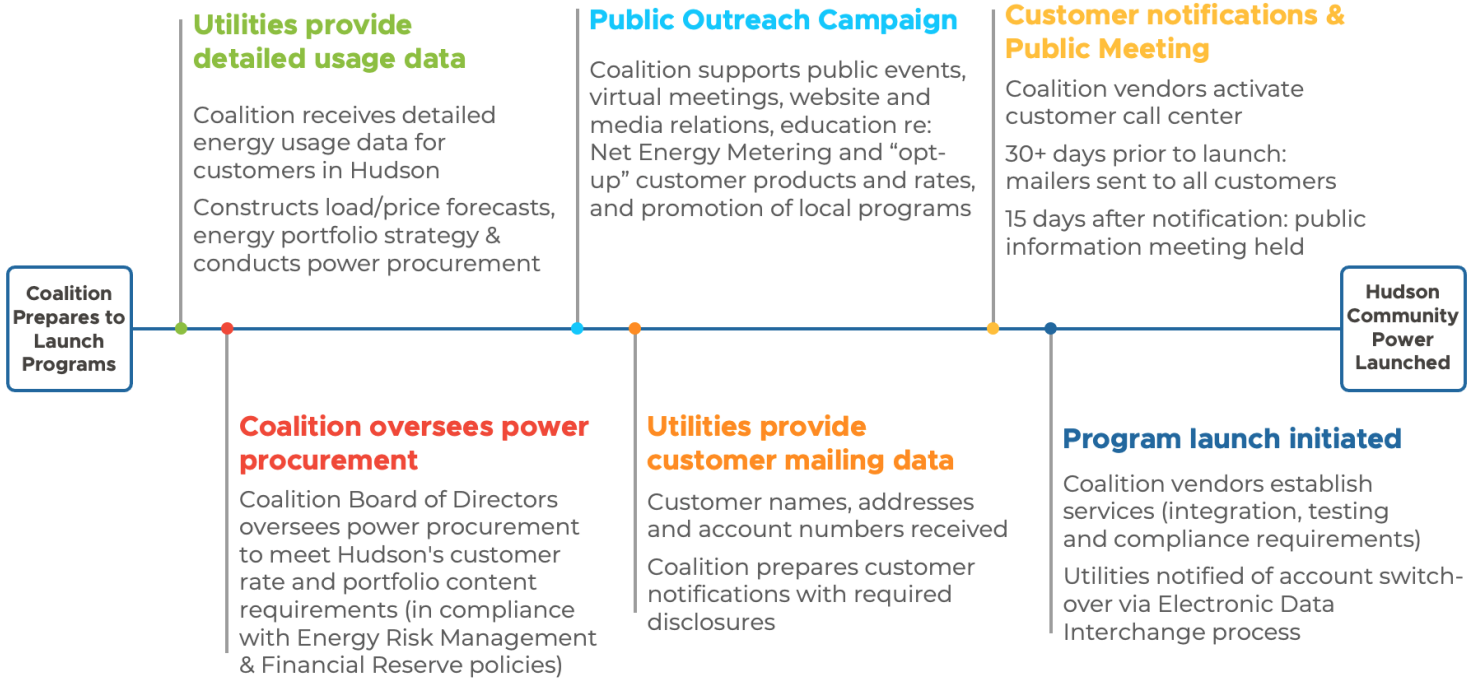 Coalition
Prepares to
Launch
Programs
Utilities provide
detailed usage data
Coalition receives detailed
energy usage data for
customers in Hudson
Constructs load/price forecasts,
energy portfolio strategy &
conducts power procurement
Coalition oversees power
procurement
Coalition Board of Directors
oversees power procurement
to meet Hudson's customer
rate and portfolio content
requirements (in compliance
with Energy Risk Management
& Financial Reserve policies)
Public Outreach Campaign
Coalition supports public events,
virtual meetings, website and
media relations, education re:
Net Energy Metering and “opt-
up” customer products and rates,
and promotion of local programs
Utilities provide
customer mailing data
Customer names, addresses
and account numbers received
Coalition prepares customer
notifications with required
disclosures
Customer notifications &
Public Meeting
Coalition vendors activate
customer call center
30+ days prior to launch:
mailers sent to all customers
15 days after notification: public
information meeting held
Program launch initiated
Coalition vendors establish
services (integration, testing
and compliance requirements)
Utilities notified of account switch-
over via Electronic Data
Interchange process
Hudson
Community
Power
Launched